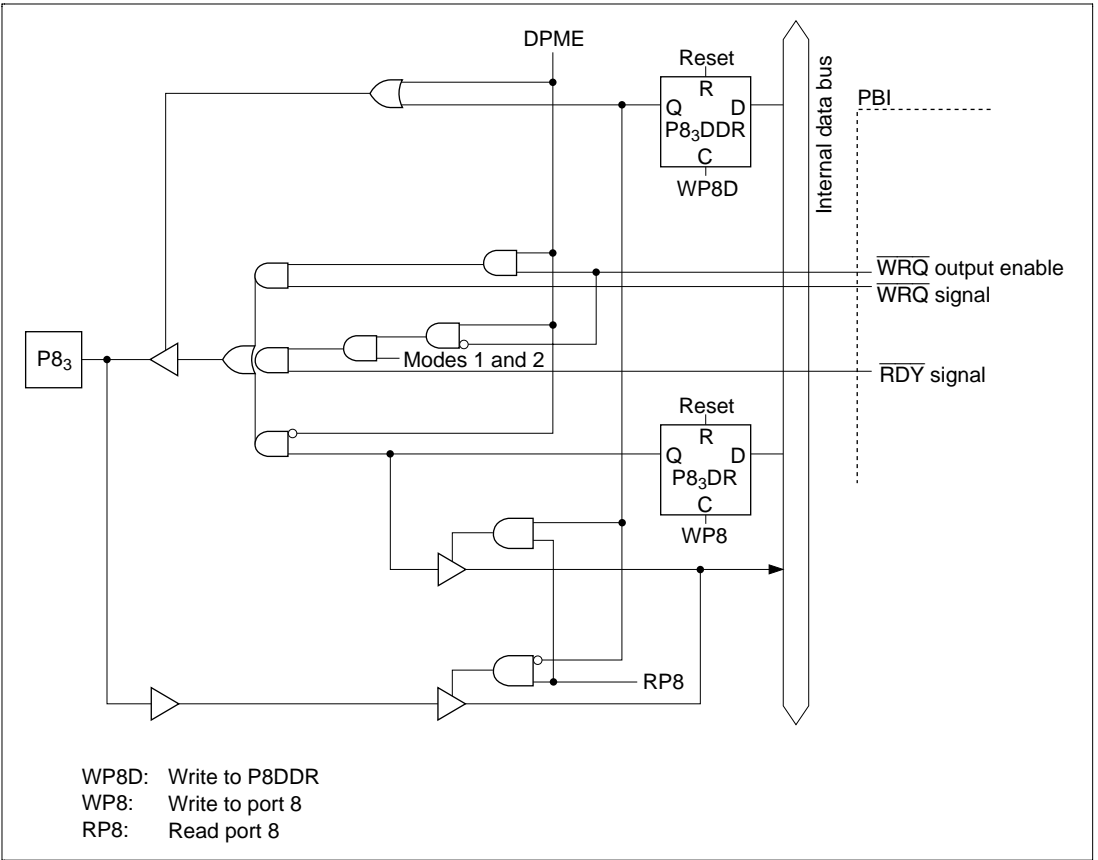 DPME
Reset
R
Q D
P8₃DDR
C
WP8D
Internal data bus
PBI
WRQ output enable
WRQ signal
P8₃
Modes 1 and 2
RDY signal
Reset
R
Q D
P8₃DR
C
WP8
RP8
WP8D: Write to P8DDR
WP8: Write to port 8
RP8: Read port 8